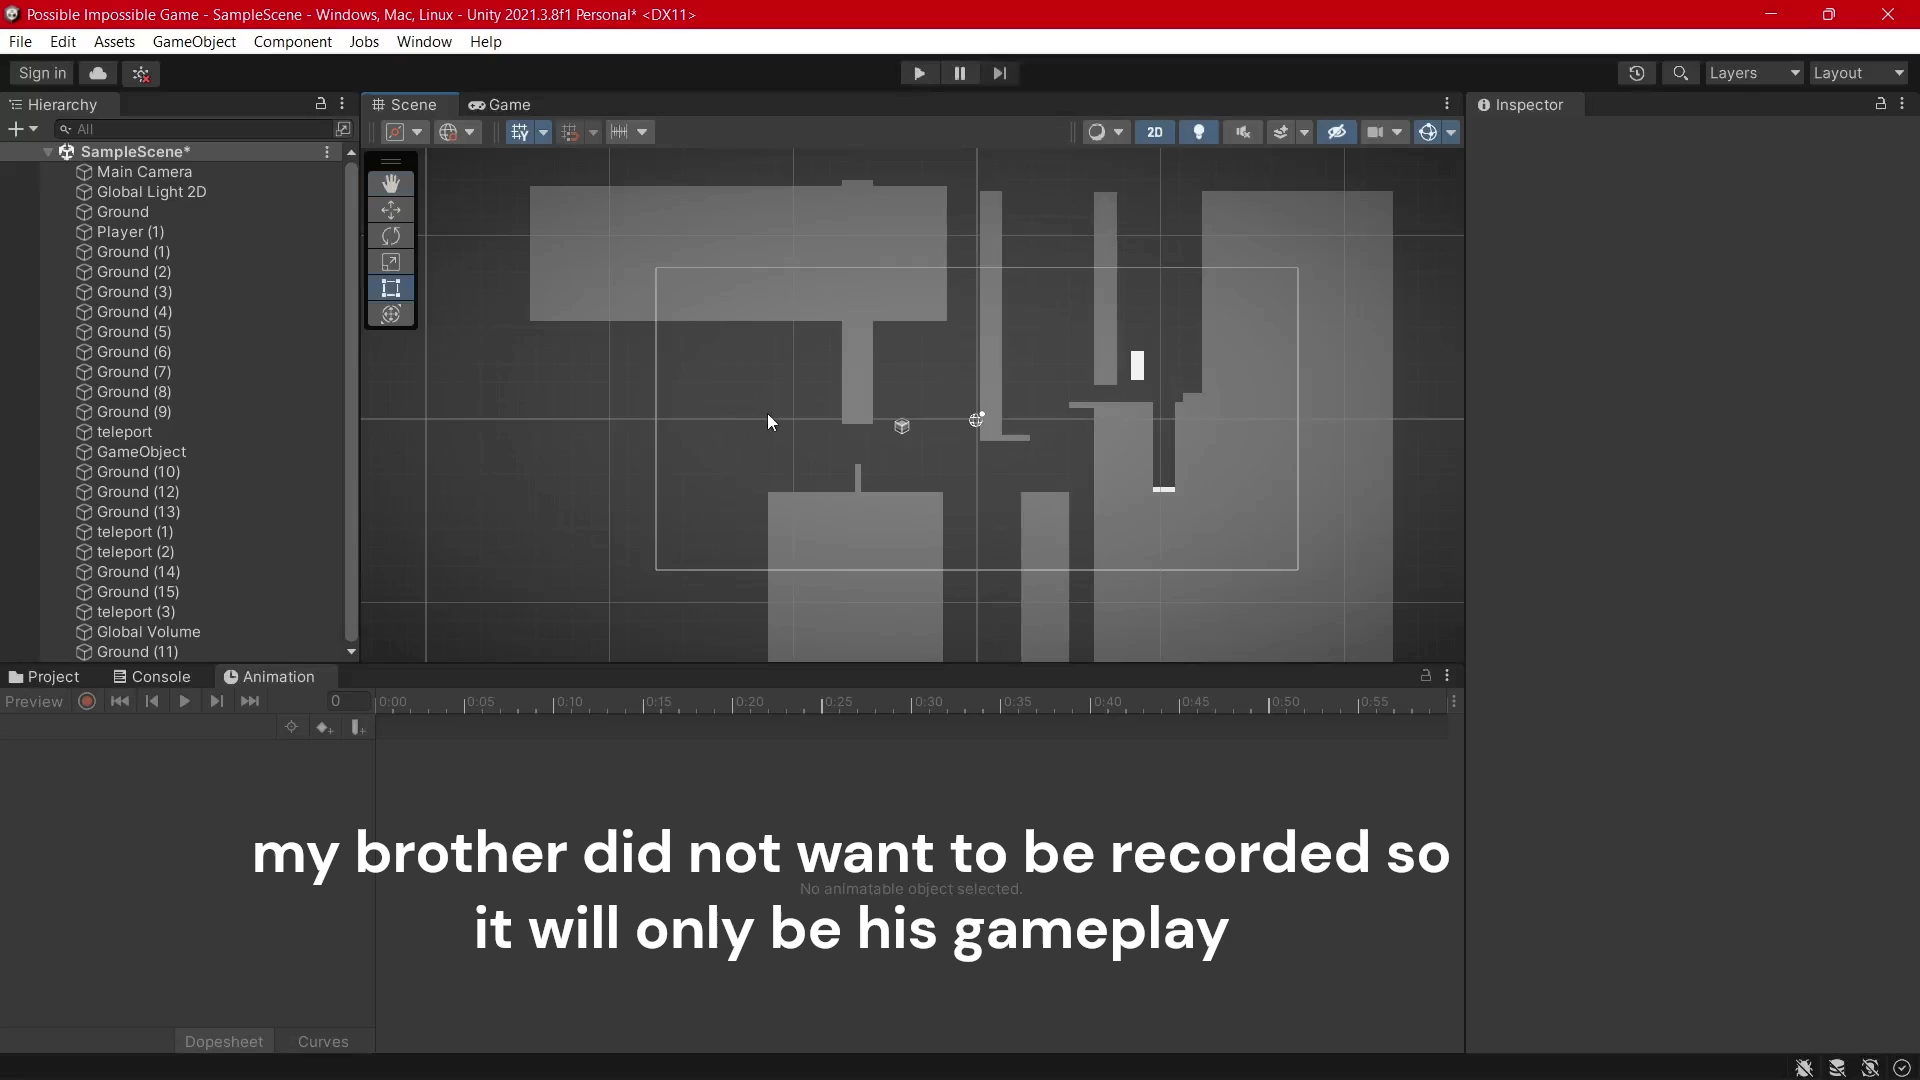 Possible Impossible Game - SampleScene - Windows, Mac, Linux - Unity 2021.3.8f1 Personal* <DX11>
File Edit Assets GameObject Component Jobs Window Help
Sign in
Layers
Layout
Hierarchy
Scene
Game
Inspector
All
2D
SampleScene*
Main Camera
Global Light 2D
Ground
Player (1)
Ground (1)
Ground (2)
Ground (3)
Ground (4)
Ground (5)
Ground (6)
Ground (7)
Ground (8)
Ground (9)
teleport
GameObject
Ground (10)
Ground (12)
Ground (13)
teleport (1)
teleport (2)
Ground (14)
Ground (15)
teleport (3)
Global Volume
Ground (11)
Project
Console
Animation
Preview
0
0:00 0:05 0:10 0:15 0:20 0:25 0:30 0:35 0:40 0:45 0:50 0:55
my brother did not want to be recorded so
No animatable object selected.
it will only be his gameplay
Dopesheet
Curves